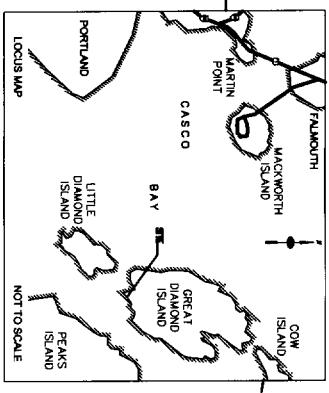 FALMOUTH
MARTIN
POINT
MACKWORTH
ISLAND
COW
ISLAND
PORTLAND
CASCO
BAY
SITE
GREAT
DIAMOND
ISLAND
LITTLE
DIAMOND
ISLAND
PEAKS
ISLAND
LOCUS MAP
NOT TO SCALE